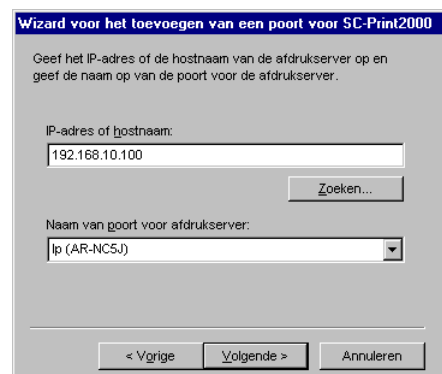 Wizard voor het toevoegen van een poort voor SC-Print2000
Geef het IP-adres of de hostnaam van de afdrukserver op en
geef de naam op van de poort voor de afdrukserver.
IP-adres of hostnaam:
192.168.10.100
Zoeken...
Naam van poort voor afdrukserver:
lp (AR-NC5J)
< Vorige
Volgende >
Annuleren